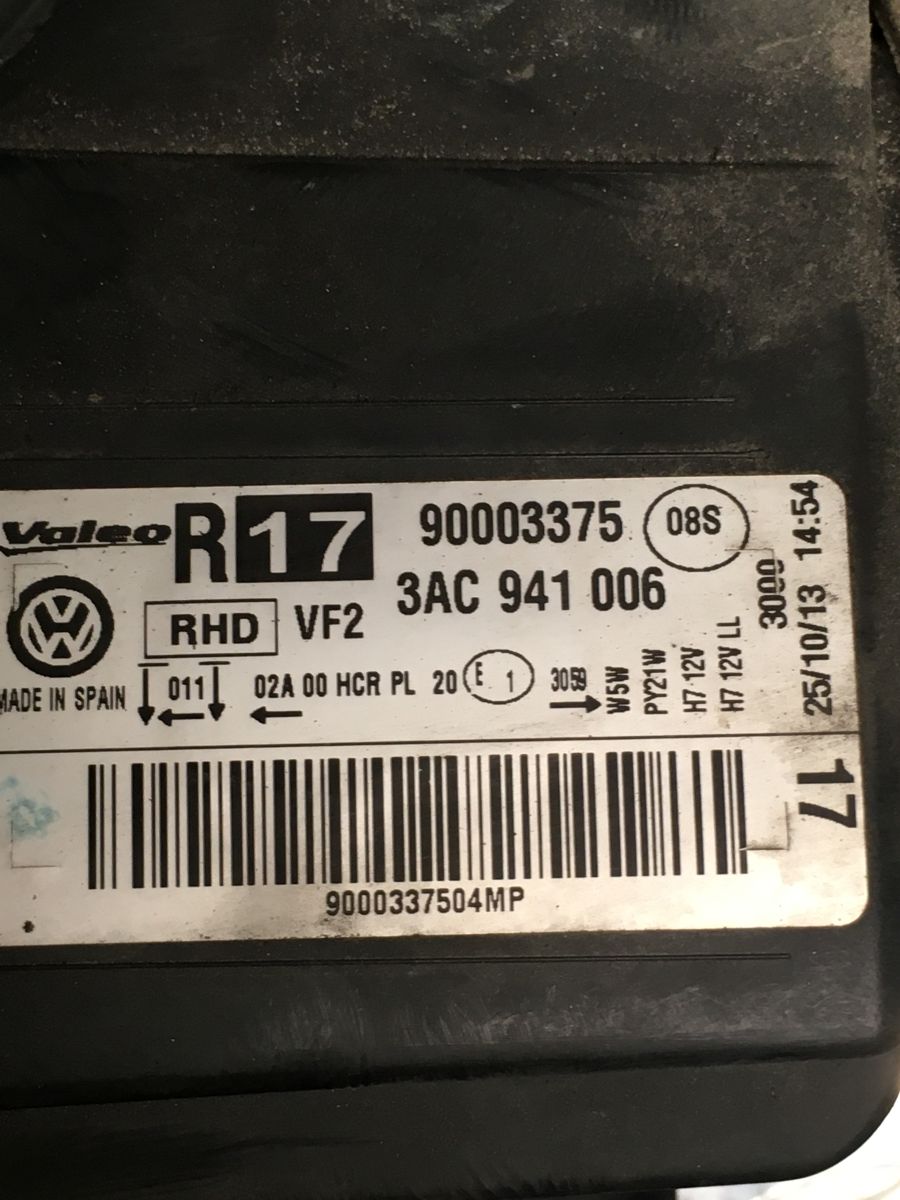 Valeo R 17 90003375 08S
3AC 941 006
RHD VF2
MADE IN SPAIN 011 02A 00 HCR PL 20 E 1 3059
W5W
PY21W
H7 12V
H7 12V LL
3000
25/10/13 14:54
17
9000337504MP